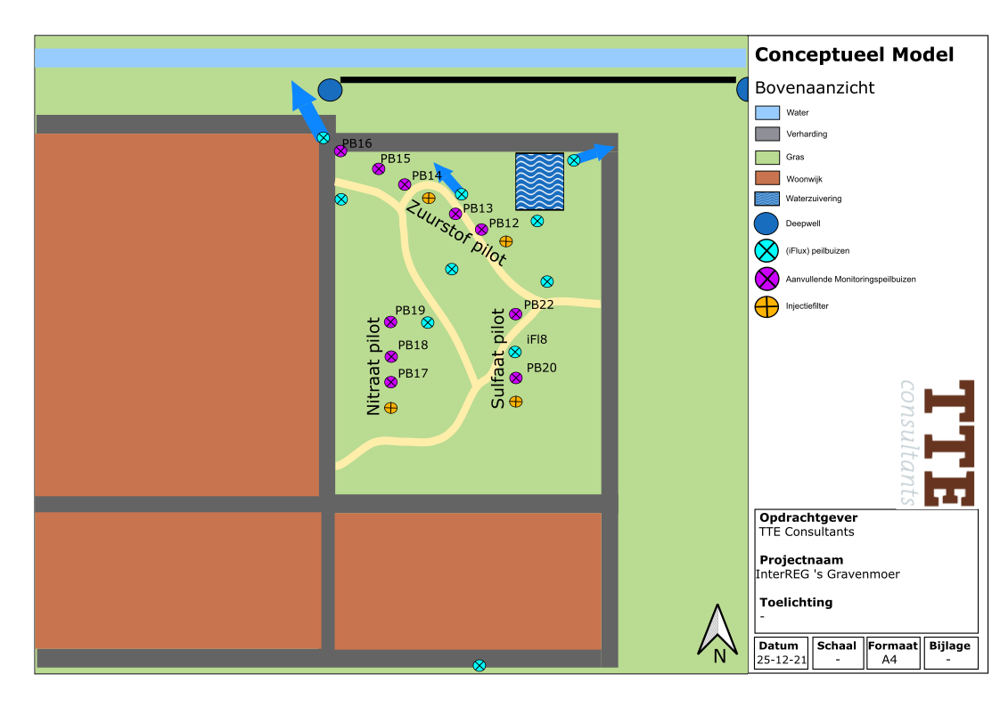 PB16
PB15
PB14
PB13
PB12
Zuurstof pilot
PB22
PB19
iFl8
PB18
PB20
PB17
Nitraat pilot
Sulfaat pilot
N
Conceptueel Model
Bovenaanzicht
Water
Verharding
Gras
Woonwijk
Waterzuivering
Deepwell
(iFlux) peilbuizen
Aanvullende Monitoringspeilbuizen
Injectiefilter
TTE
consultants
Opdrachtgever
TTE Consultants
Projectnaam
InterREG 's Gravenmoer
Toelichting
-
Datum Schaal Formaat Bijlage
25-12-21 - A4 -